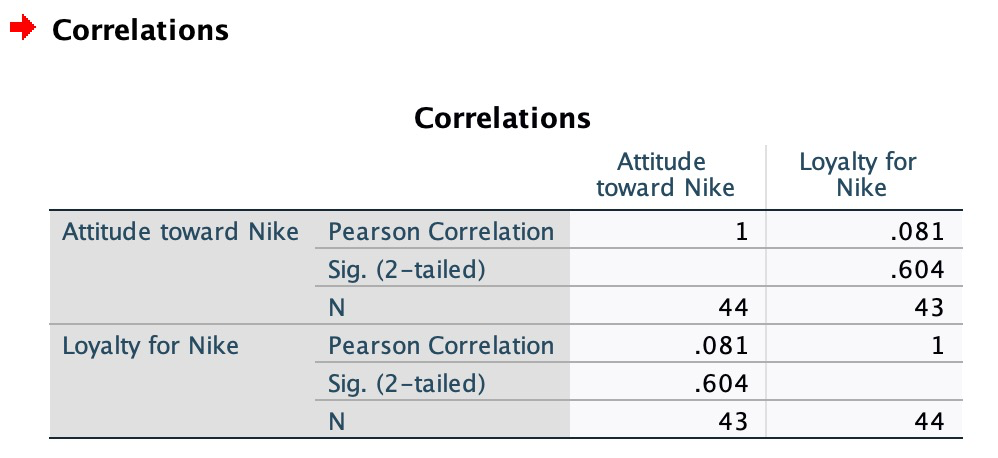 Correlations
Correlations
Attitude toward Nike Loyalty for Nike
Attitude toward Nike Pearson Correlation 1 .081
Sig. (2-tailed) .604
N 44 43
Loyalty for Nike Pearson Correlation .081 1
Sig. (2-tailed) .604
N 43 44